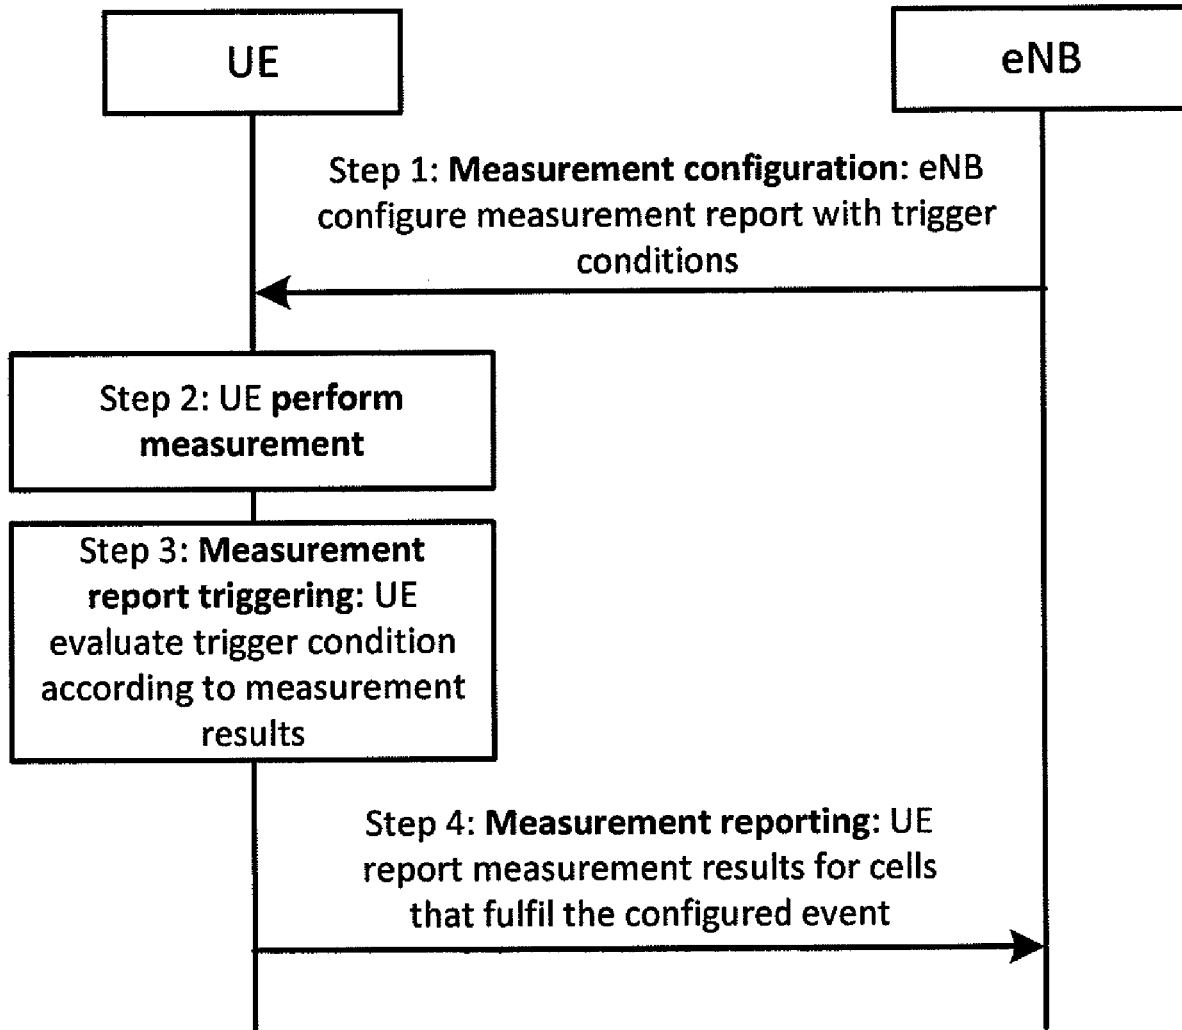 UE
eNB
Step 1: Measurement configuration: eNB
configure measurement report with trigger
conditions
Step 2: UE perform
measurement
Step 3: Measurement
report triggering: UE
evaluate trigger condition
according to measurement
results
Step 4: Measurement reporting: UE
report measurement results for cells
that fulfil the configured event